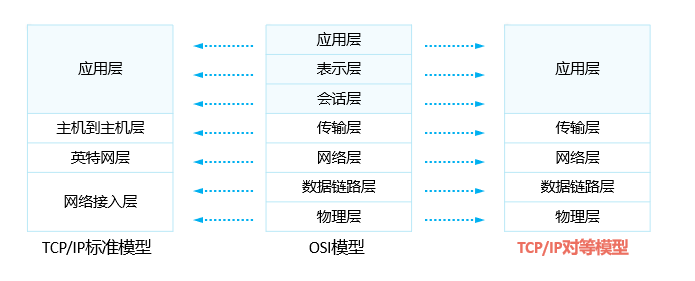 应用层
主机到主机层
英特网层
网络接入层
TCP/IP标准模型
应用层
表示层
会话层
传输层
网络层
数据链路层
物理层
OSI模型
应用层
传输层
网络层
数据链路层
物理层
TCP/IP对等模型